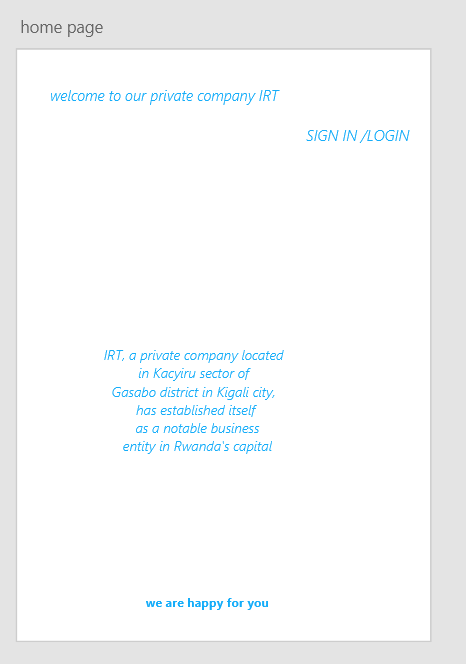 home page
welcome to our private company IRT
SIGN IN /LOGIN
IRT, a private company located
in Kacyiru sector of
Gasabo district in Kigali city,
has established itself
as a notable business
entity in Rwanda's capital
we are happy for you